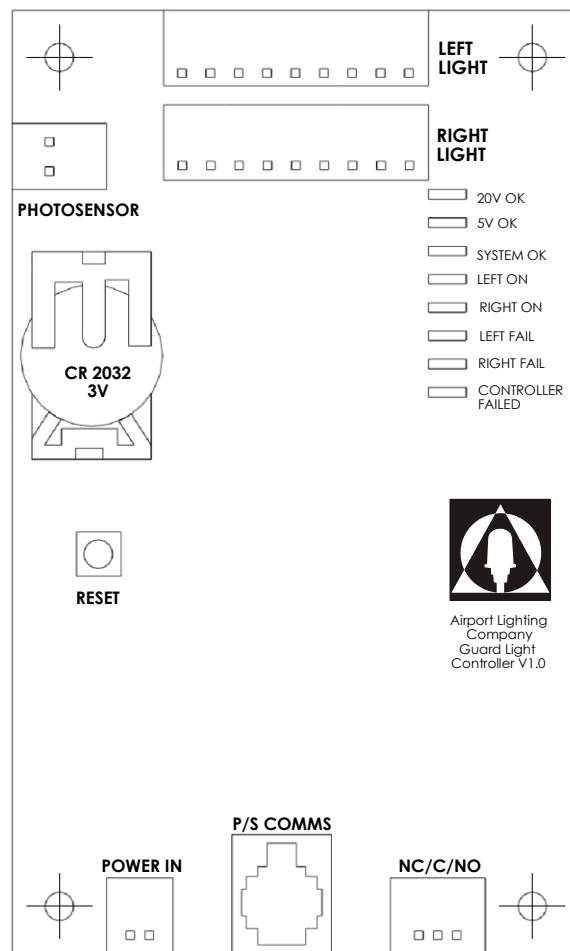 LEFT
LIGHT
RIGHT
LIGHT
PHOTOSENSOR
20V OK
5V OK
SYSTEM OK
LEFT ON
RIGHT ON
LEFT FAIL
RIGHT FAIL
CONTROLLER
FAILED
CR 2032
3V
RESET
Airport Lighting
Company
Guard Light
Controller V1.0
P/S COMMS
POWER IN
NC/C/NO